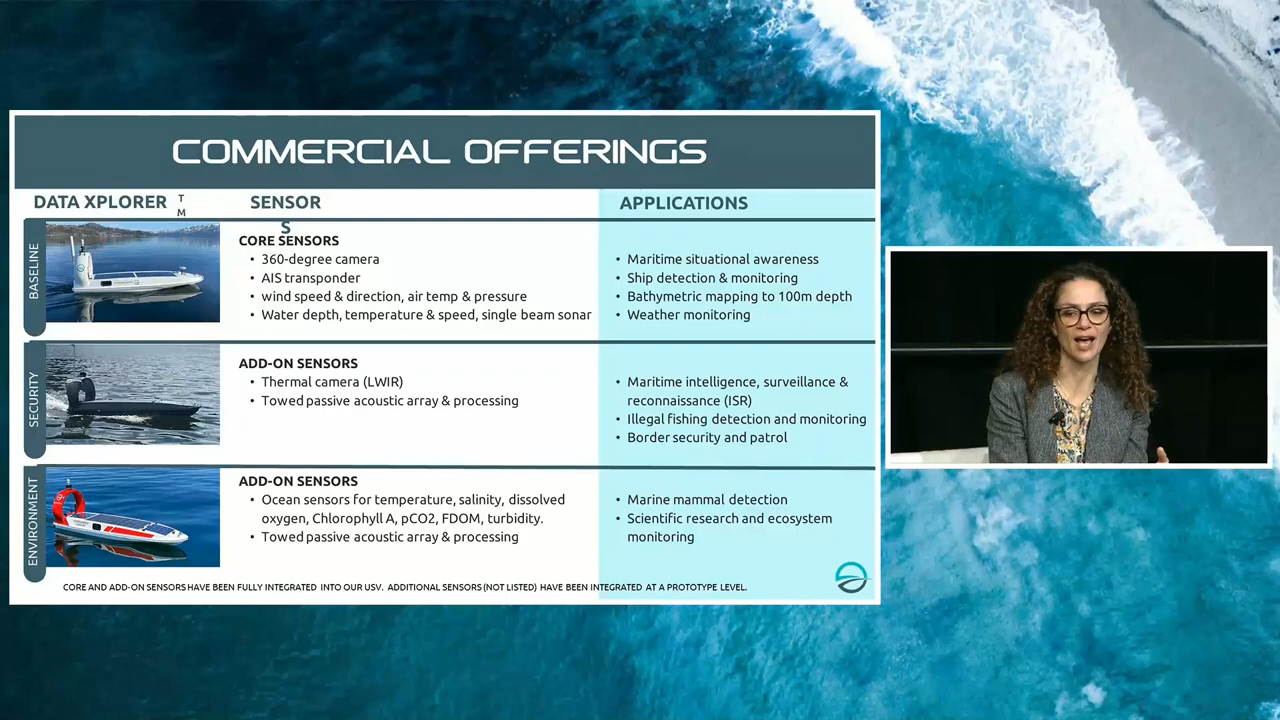 COMMERCIAL OFFERINGS
DATA XPLORER TM
SENSORS
APPLICATIONS
BASELINE
CORE SENSORS
• 360-degree camera
• AIS transponder
• wind speed & direction, air temp & pressure
• Water depth, temperature & speed, single beam sonar
• Maritime situational awareness
• Ship detection & monitoring
• Bathymetric mapping to 100m depth
• Weather monitoring
SECURITY
ADD-ON SENSORS
• Thermal camera (LWIR)
• Towed passive acoustic array & processing
• Maritime intelligence, surveillance &
reconnaissance (ISR)
• Illegal fishing detection and monitoring
• Border security and patrol
ENVIRONMENT
ADD-ON SENSORS
• Ocean sensors for temperature, salinity, dissolved
oxygen, Chlorophyll A, pCO2, FDOM, turbidity.
• Towed passive acoustic array & processing
• Marine mammal detection
• Scientific research and ecosystem
monitoring
CORE AND ADD-ON SENSORS HAVE BEEN FULLY INTEGRATED INTO OUR USV. ADDITIONAL SENSORS (NOT LISTED) HAVE BEEN INTEGRATED AT A PROTOTYPE LEVEL.